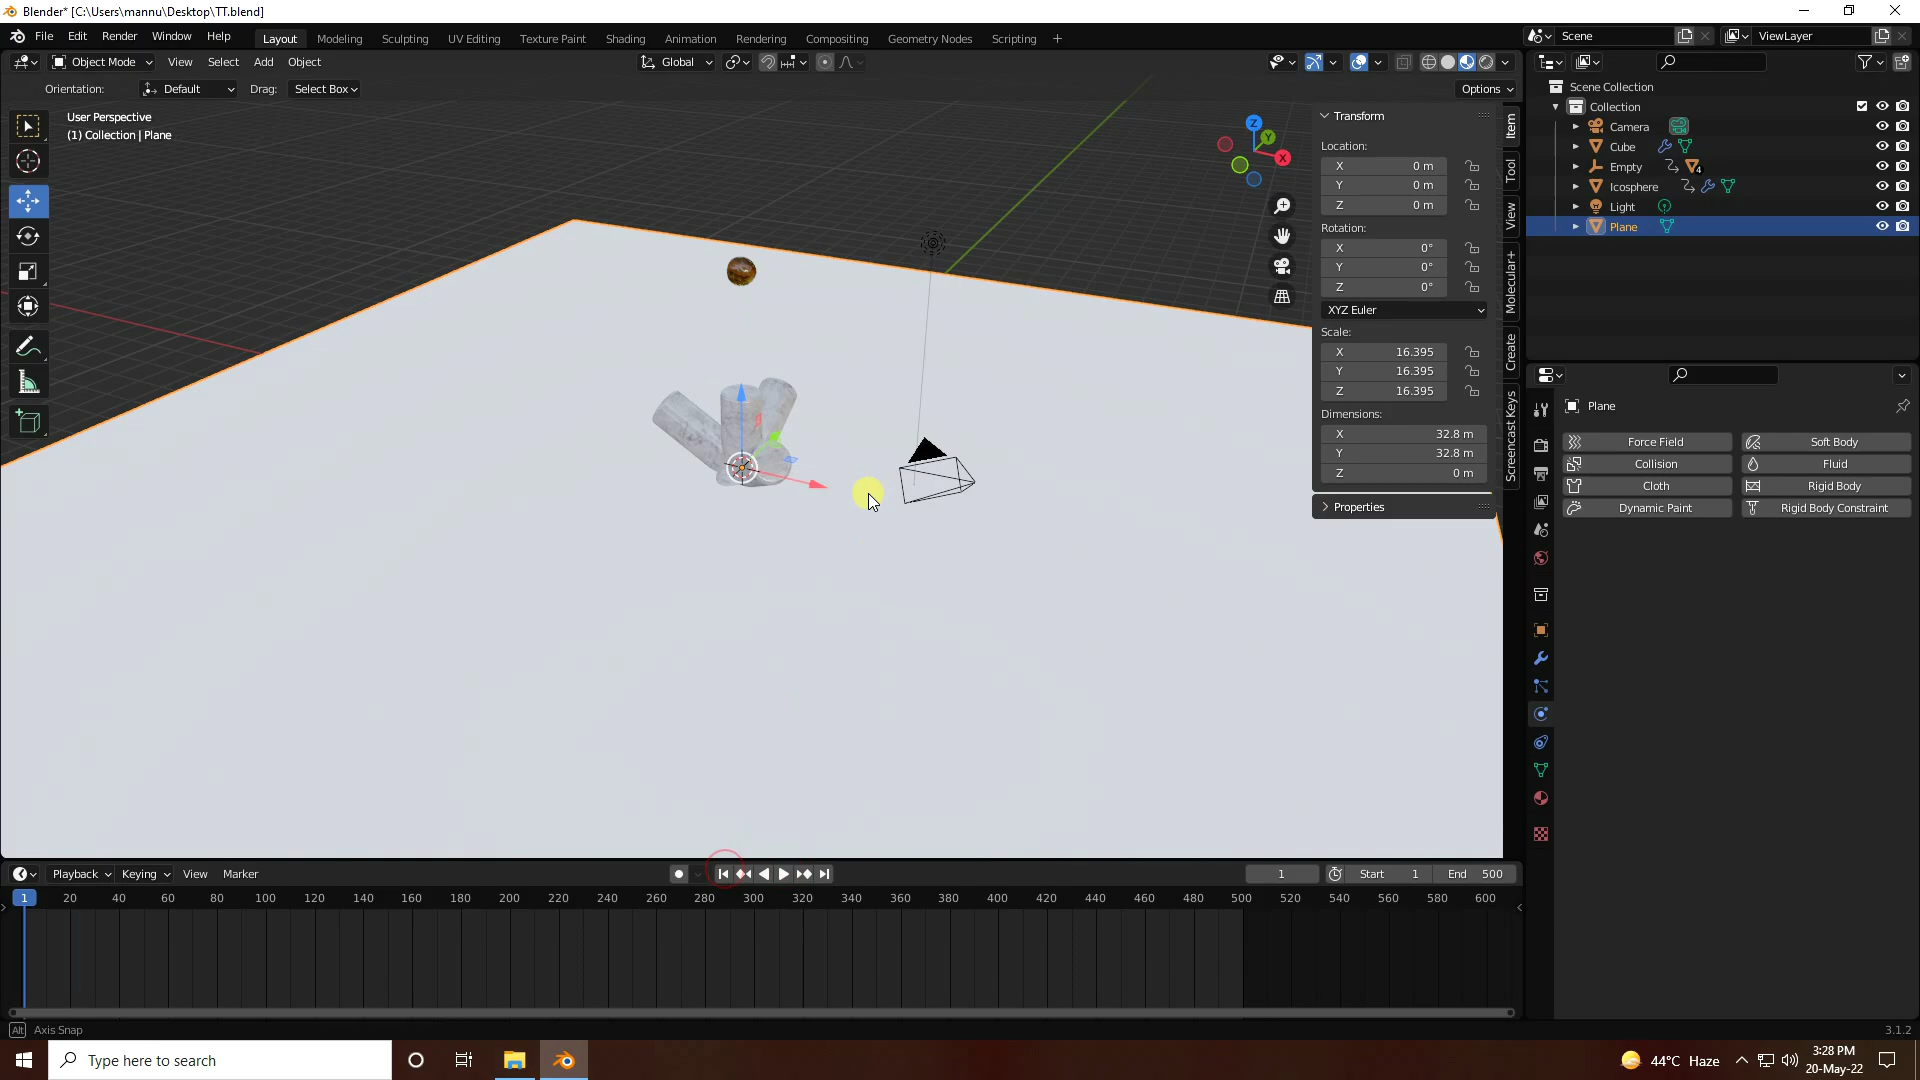 Blender* [C:\Users\mannu\Desktop\TT.blend]
File Edit Render Window Help Layout Modeling Sculpting UV Editing Texture Paint Shading Animation Rendering Compositing Geometry Nodes Scripting + Scene ViewLayer
Object Mode View Select Add Object Global
Orientation: Default Drag: Select Box Options
User Perspective
(1) Collection | Plane
Z
Y
X
Transform
Location:
X 0 m
Y 0 m
Z 0 m
Rotation:
X 0°
Y 0°
Z 0°
XYZ Euler
Scale:
X 16.395
Y 16.395
Z 16.395
Dimensions:
X 32.8 m
Y 32.8 m
Z 0 m
Properties
Item
Tool
View
Molecular+
Create
Screencast Keys
Scene Collection
Collection
Camera
Cube
Empty 4
Icosphere
Light
Plane
Plane
Force Field Soft Body
Collision Fluid
Cloth Rigid Body
Dynamic Paint Rigid Body Constraint
Playback Keying View Marker 1 Start 1 End 500
1 20 40 60 80 100 120 140 160 180 200 220 240 260 280 300 320 340 360 380 400 420 440 460 480 500 520 540 560 580 600
Alt Axis Snap 3.1.2
Type here to search 44°C Haze 3:28 PM
20-May-22